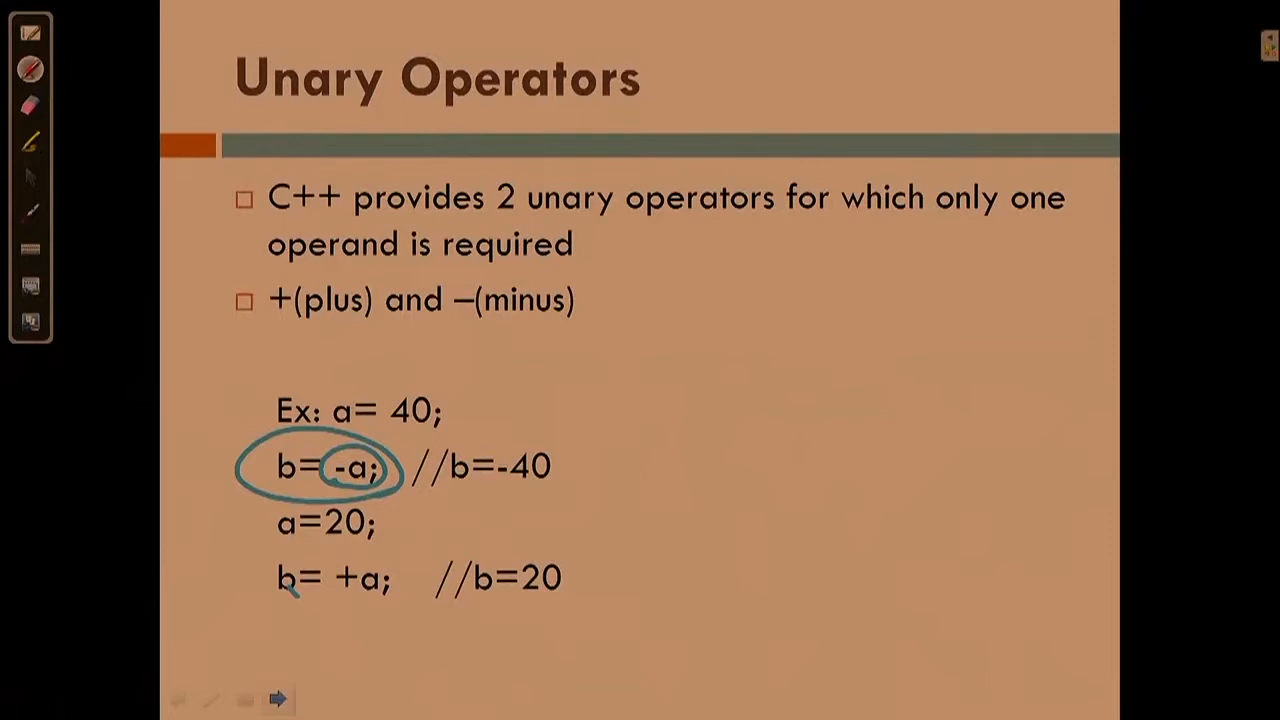 Unary Operators
C++ provides 2 unary operators for which only one
operand is required
+(plus) and –(minus)
Ex: a= 40;
b= -a; //b=-40
a=20;
b= +a; //b=20